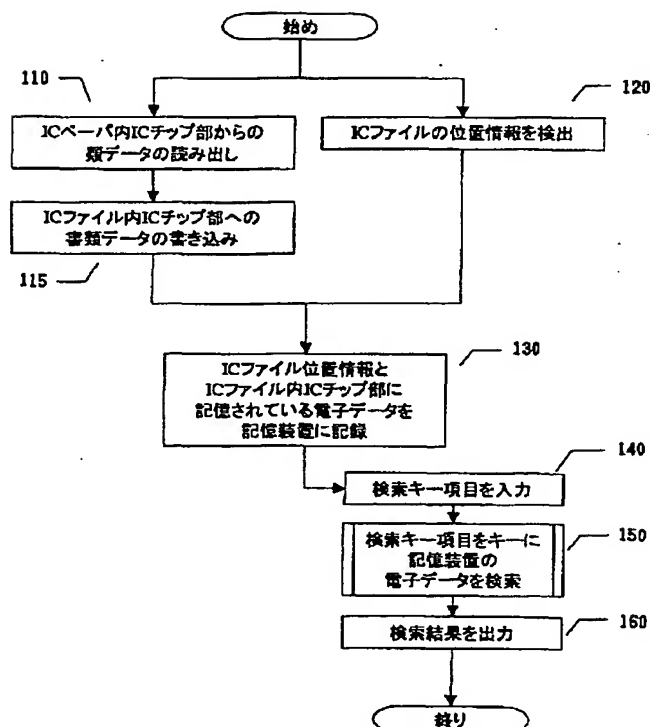 始め
110
ICペーパ内ICチップ部からの
類データの読み出し
120
ICファイルの位置情報を検出
ICファイル内ICチップ部への
書類データの書き込み
115
130
ICファイル位置情報と
ICファイル内ICチップ部に
記憶されている電子データを
記憶装置に記録
140
検索キー項目を入力
150
検索キー項目をキーに
記憶装置の
電子データを検索
検索結果を出力
160
終り